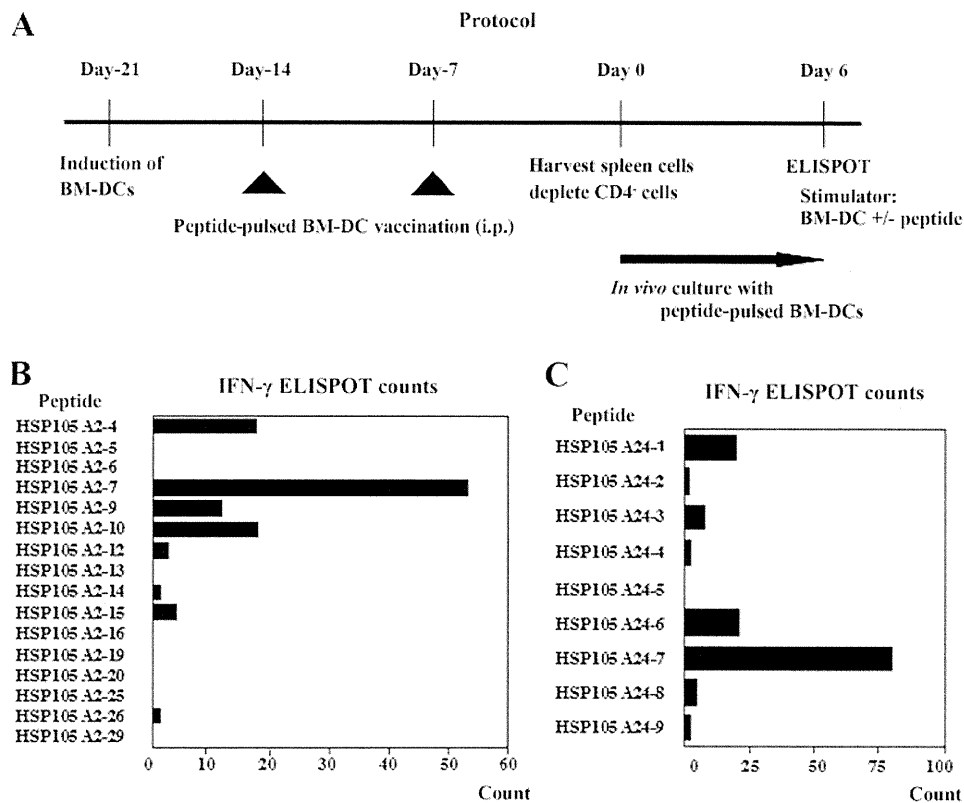 A
Protocol
Day-21
Day-14
Day-7
Day 0
Day 6
Induction of
BM-DCs
Peptide-pulsed BM-DC vaccination (i.p.)
Harvest spleen cells
deplete CD4- cells
ELISPOT
Stimulator:
BM-DC +/- peptide
In vivo culture with
peptide-pulsed BM-DCs
B
IFN-γ ELISPOT counts
Peptide
HSP105 A2-4
HSP105 A2-5
HSP105 A2-6
HSP105 A2-7
HSP105 A2-9
HSP105 A2-10
HSP105 A2-12
HSP105 A2-13
HSP105 A2-14
HSP105 A2-15
HSP105 A2-16
HSP105 A2-19
HSP105 A2-20
HSP105 A2-25
HSP105 A2-26
HSP105 A2-29
0 10 20 30 40 50 60
Count
C
IFN-γ ELISPOT counts
Peptide
HSP105 A24-1
HSP105 A24-2
HSP105 A24-3
HSP105 A24-4
HSP105 A24-5
HSP105 A24-6
HSP105 A24-7
HSP105 A24-8
HSP105 A24-9
0 25 50 75 100
Count